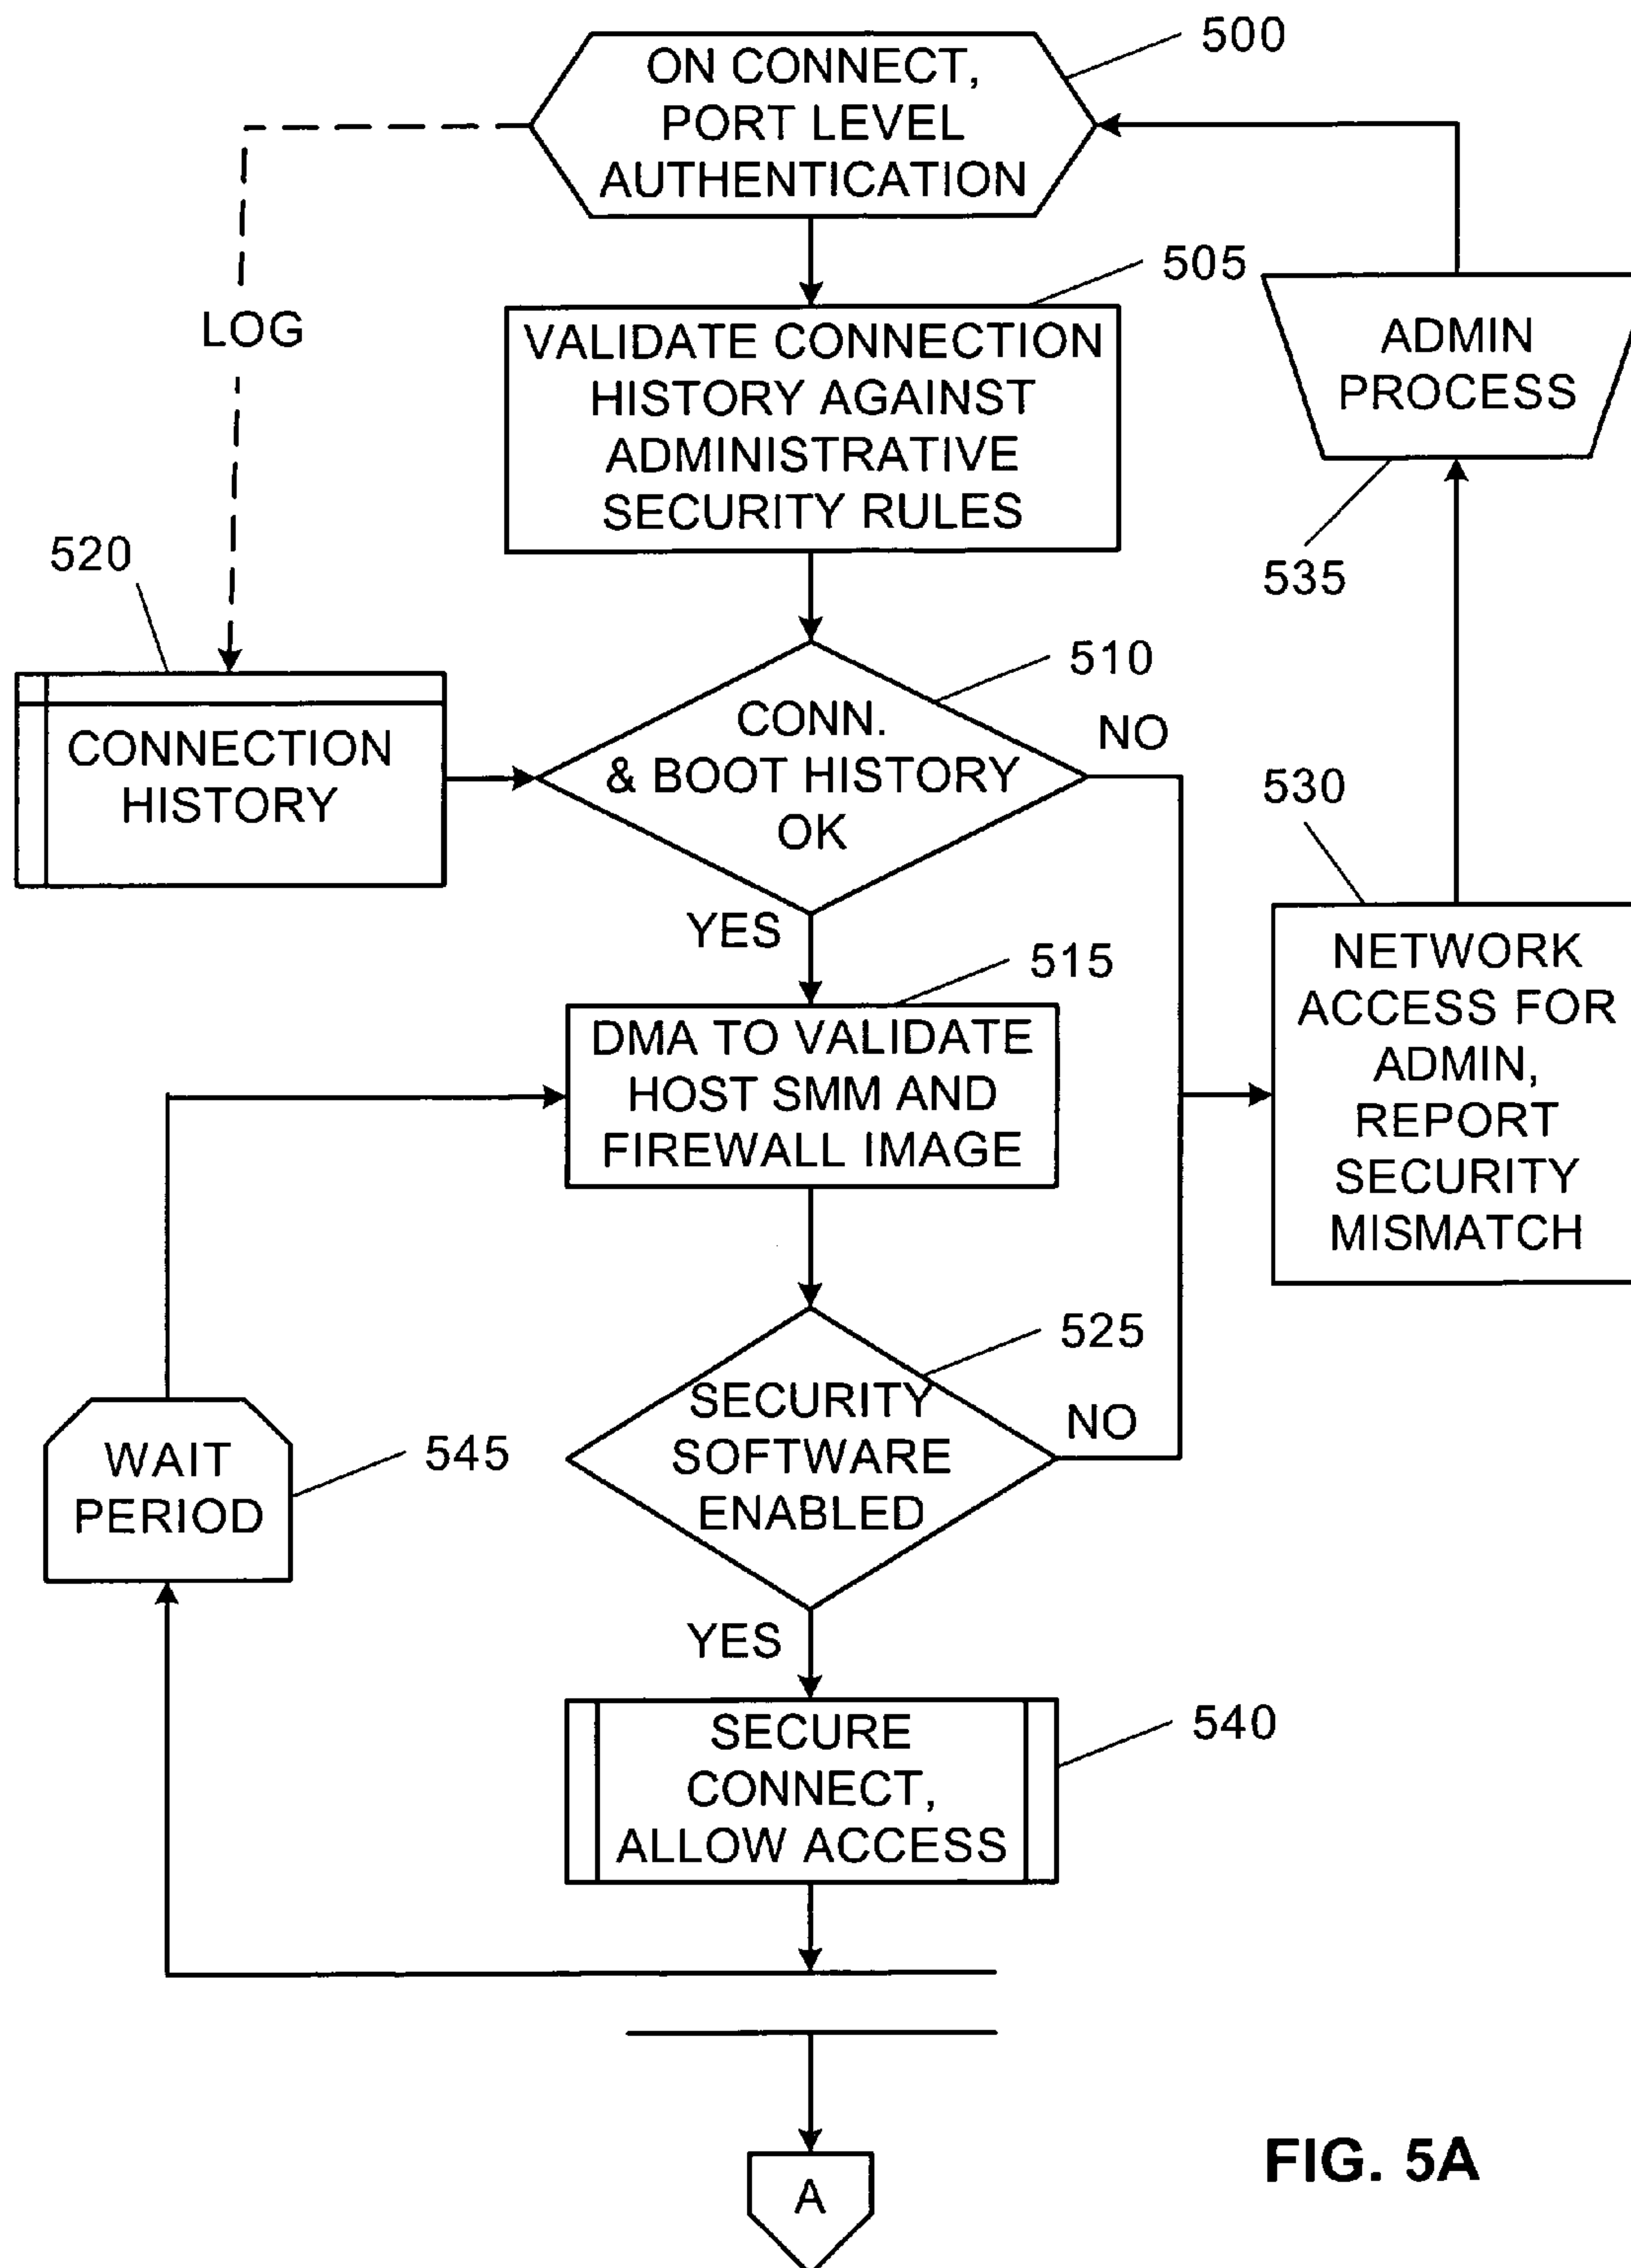 500
ON CONNECT,
PORT LEVEL
AUTHENTICATION
LOG
505
VALIDATE CONNECTION
HISTORY AGAINST
ADMINISTRATIVE
SECURITY RULES
ADMIN
PROCESS
535
520
CONNECTION
HISTORY
510
CONN.
& BOOT HISTORY
OK
NO
YES
530
NETWORK
ACCESS FOR
ADMIN,
REPORT
SECURITY
MISMATCH
515
DMA TO VALIDATE
HOST SMM AND
FIREWALL IMAGE
525
SECURITY
SOFTWARE
ENABLED
NO
YES
WAIT
PERIOD
545
540
SECURE
CONNECT,
ALLOW ACCESS
A
FIG. 5A